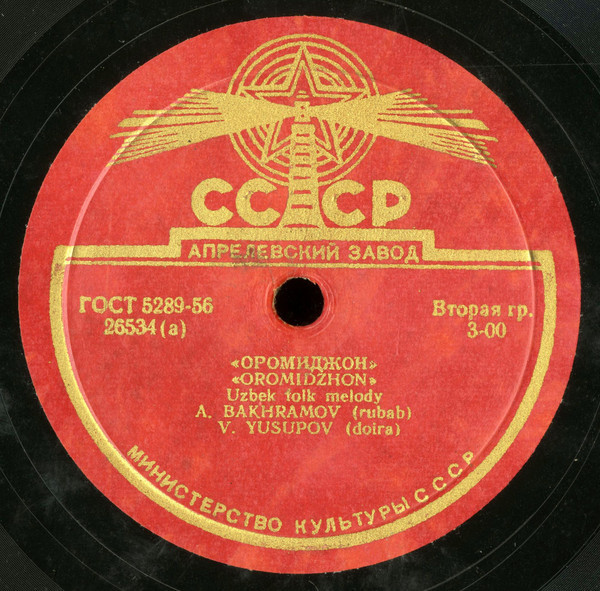 СССР
АПРЕЛЕВСКИЙ ЗАВОД
ГОСТ 5289-56
26534 (а)
Вторая гр.
3-00
«ОРОМИДЖОН»
«OROMIDZHON»
Uzbek folk melody
A. BAKHRAMOV (rubab)
V. YUSUPOV (doira)
МИНИСТЕРСТВО КУЛЬТУРЫ СССР